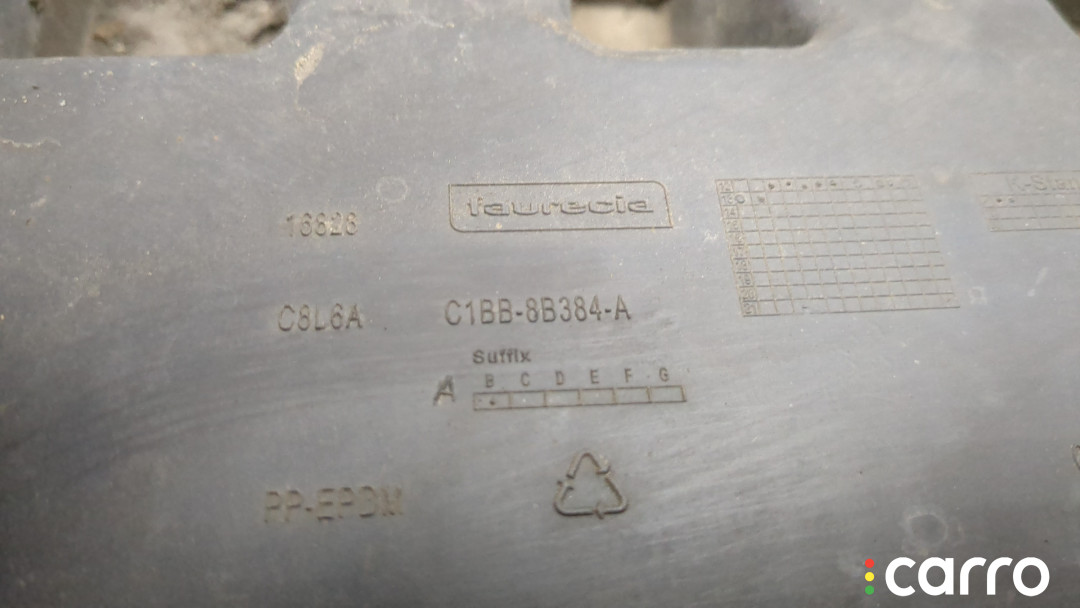 faurecia
16626
C8L6A
C1BB-8B384-A
Suffix
A B C D E F G
PP-EPDM
carro